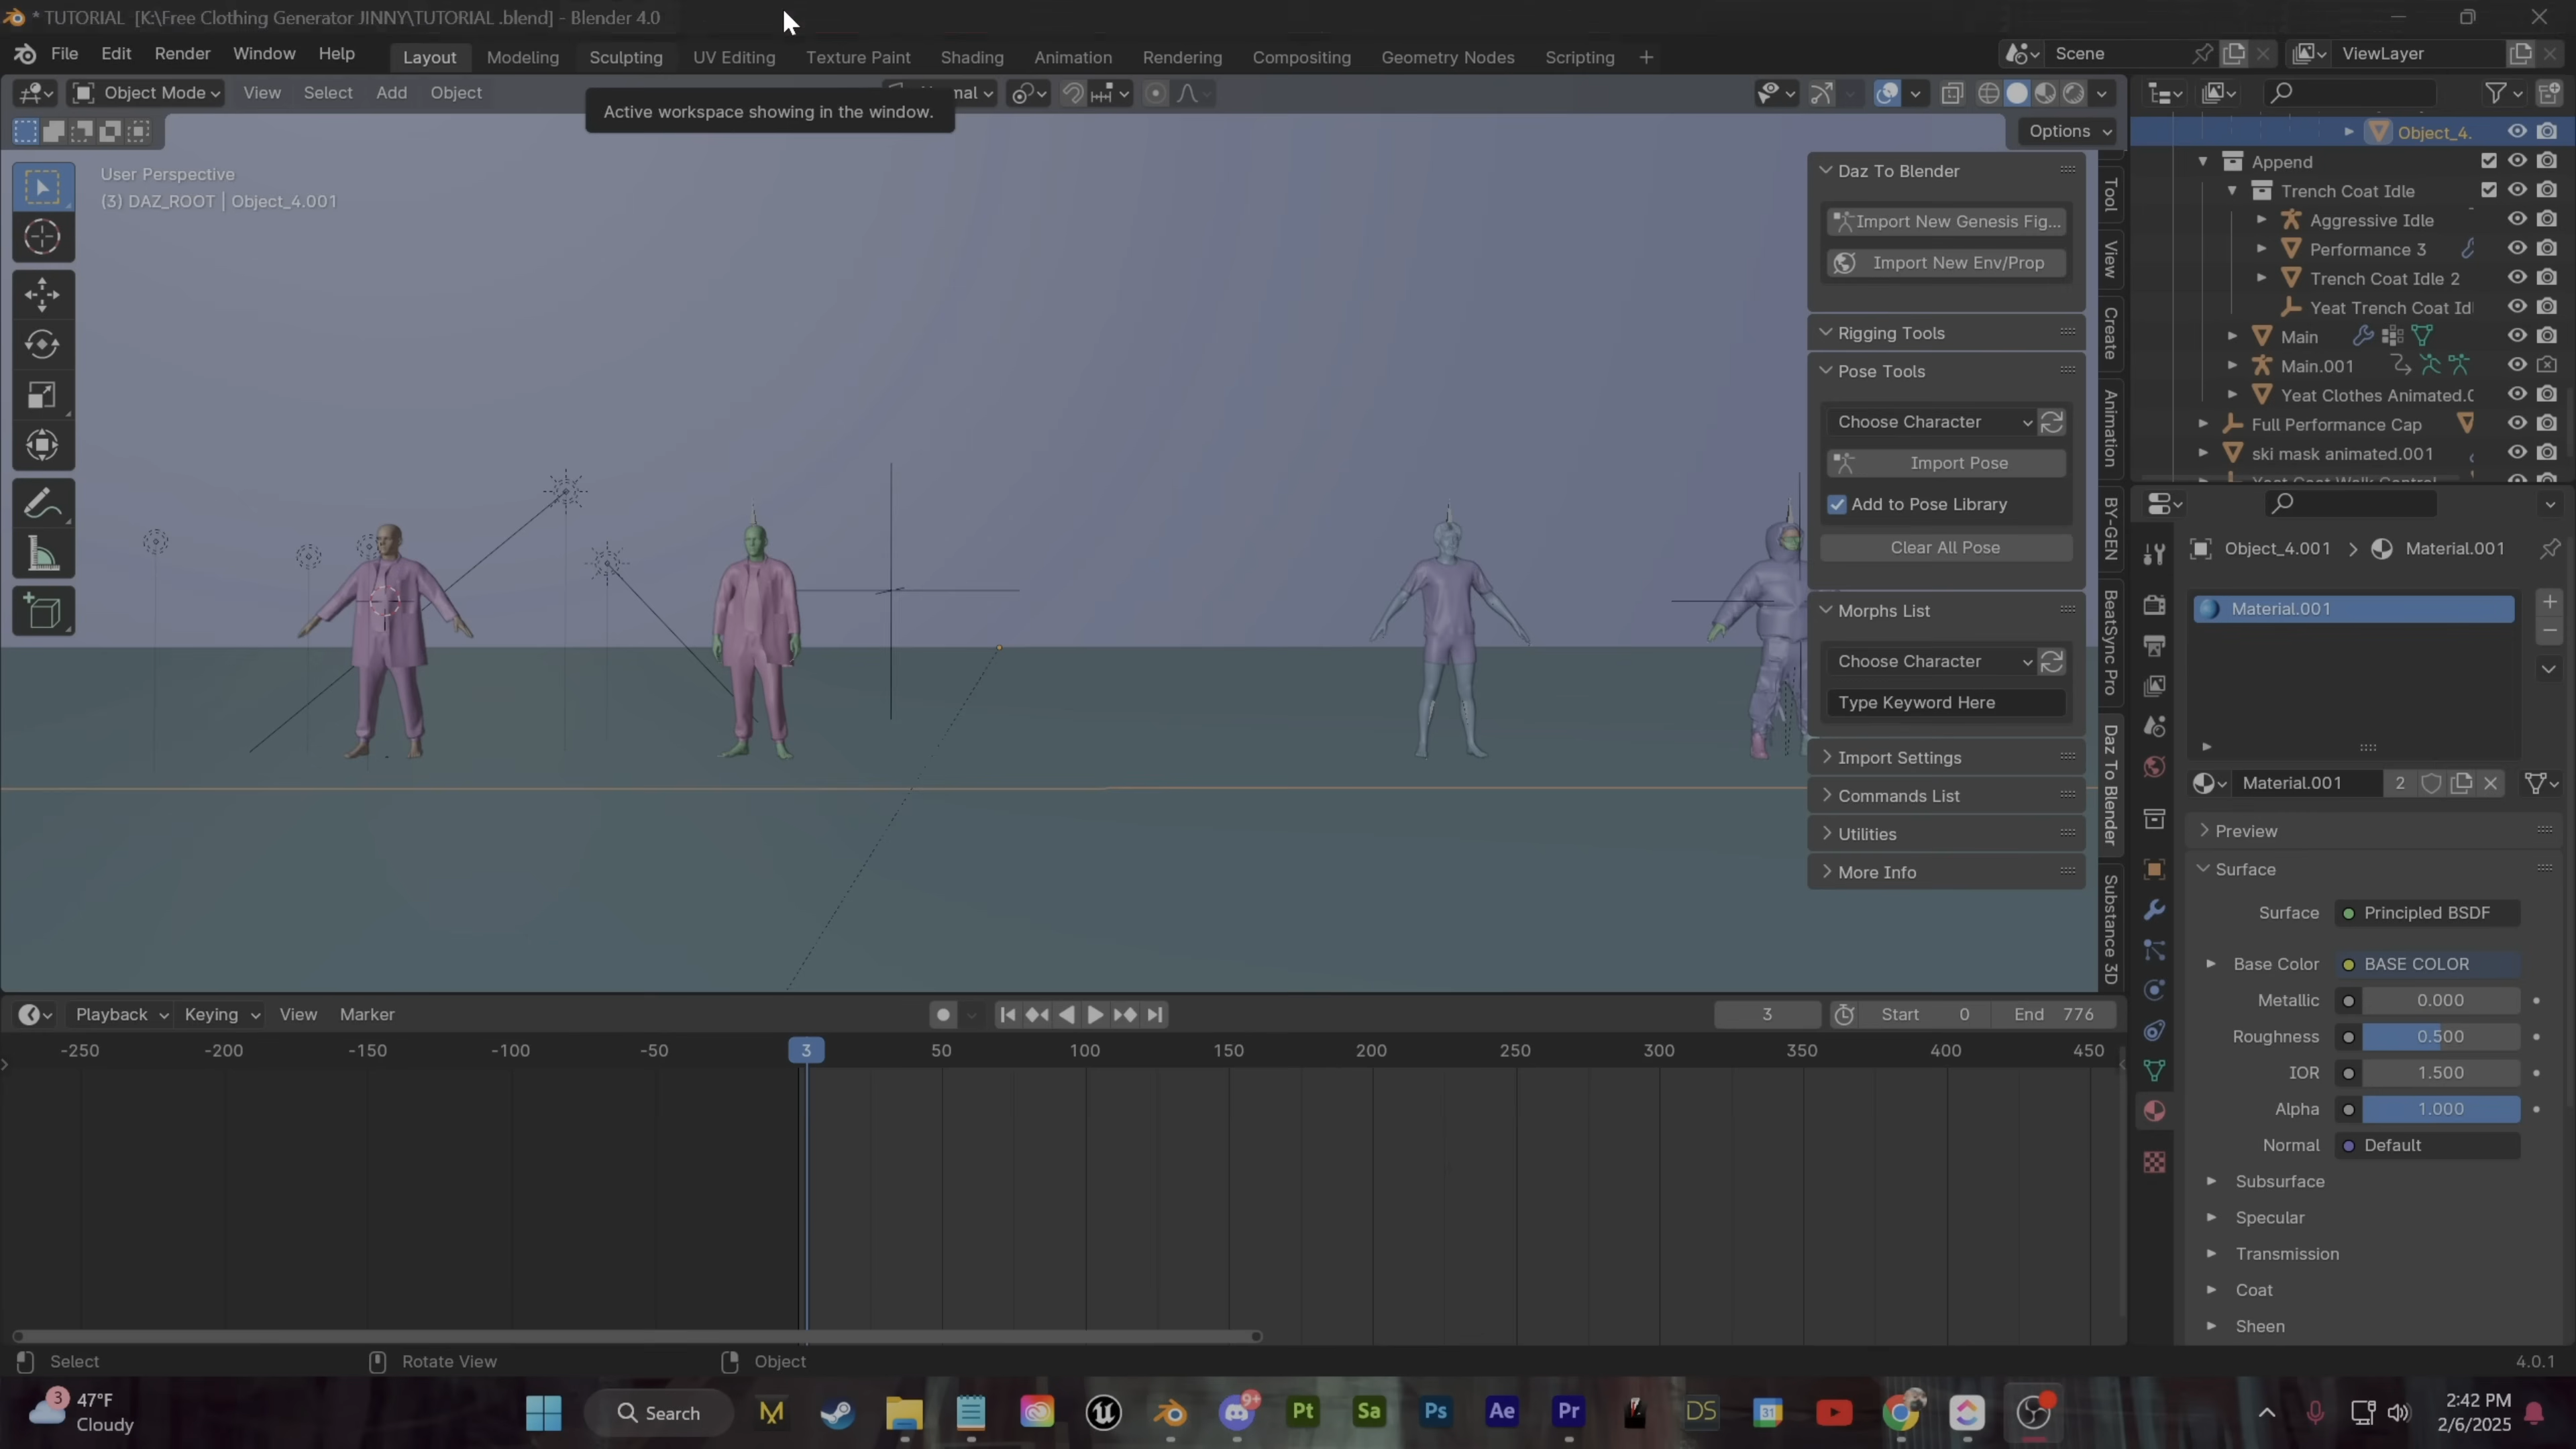 * TUTORIAL [K:\Free Clothing Generator JINNY\TUTORIAL .blend] - Blender 4.0
File Edit Render Window Help Layout Modeling Sculpting UV Editing Texture Paint Shading Animation Rendering Compositing Geometry Nodes Scripting + Scene ViewLayer
Object Mode View Select Add Object
Active workspace showing in the window.
Options
User Perspective
(3) DAZ_ROOT | Object_4.001
Daz To Blender
Import New Genesis Fig...
Import New Env/Prop
Rigging Tools
Pose Tools
Choose Character
Import Pose
Add to Pose Library
Clear All Pose
Morphs List
Choose Character
Type Keyword Here
Import Settings
Commands List
Utilities
More Info
Tool
View
Create
Animation
BY-GEN
BeatSync Pro
Daz To Blender
Substance 3D
Object_4.
Append
Trench Coat Idle
Aggressive Idle
Performance 3
Trench Coat Idle 2
Yeat Trench Coat Id
Main
Main.001
Yeat Clothes Animated.0
Full Performance Cap
ski mask animated.001
Object_4.001 > Material.001
Material.001
Material.001 2
Preview
Surface
Surface Principled BSDF
Base Color BASE COLOR
Metallic 0.000
Roughness 0.500
IOR 1.500
Alpha 1.000
Normal Default
Subsurface
Specular
Transmission
Coat
Sheen
Playback Keying View Marker 3 Start 0 End 776
-250 -200 -150 -100 -50 3 50 100 150 200 250 300 350 400 450
Select Rotate View Object 4.0.1
3 47°F
Cloudy
Search
9+
Pt Sa Ps Ae Pr DS 31
2:42 PM
2/6/2025